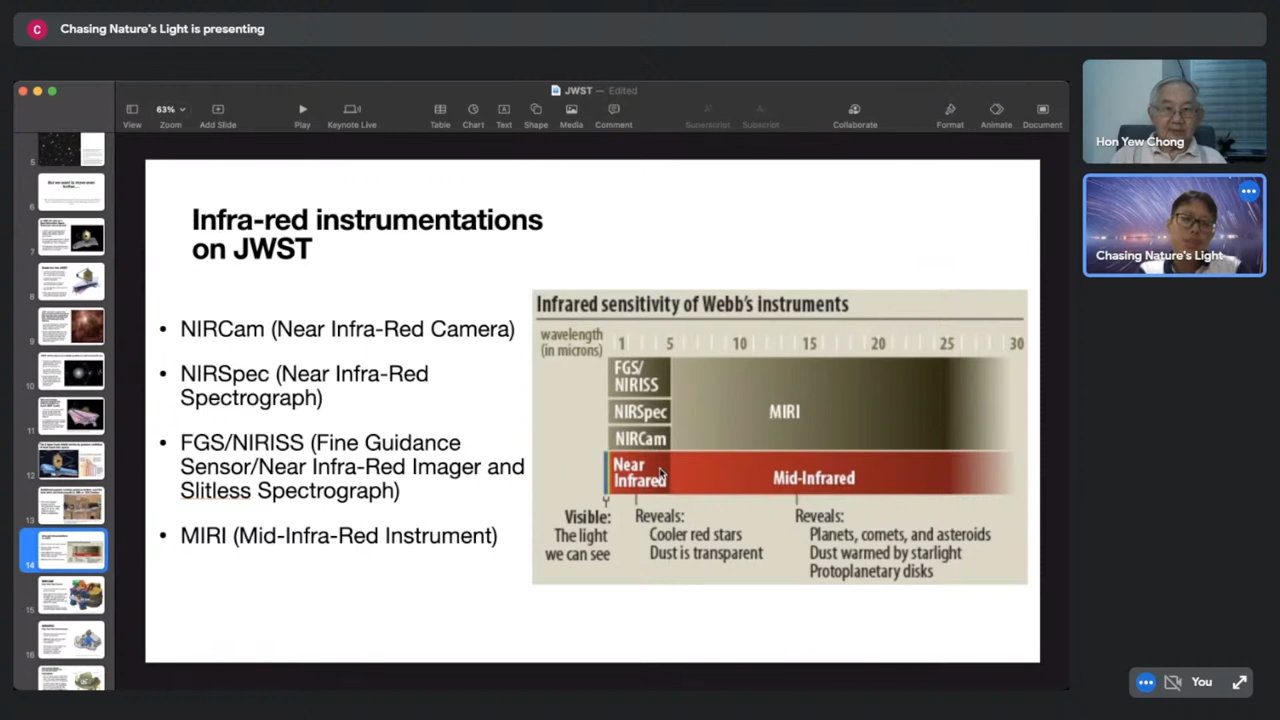 C
Chasing Nature's Light is presenting
JWST — Edited
63%
View
Zoom
Add Slide
Play
Keynote Live
Table
Chart
Text
Shape
Media
Comment
Superscript
Subscript
Collaborate
Format
Animate
Document
5
6
7
8
9
10
11
12
13
14
15
16
Infra-red instrumentations
on JWST
• NIRCam (Near Infra-Red Camera)
• NIRSpec (Near Infra-Red
Spectrograph)
• FGS/NIRISS (Fine Guidance
Sensor/Near Infra-Red Imager and
Slitless Spectrograph)
• MIRI (Mid-Infra-Red Instrument)
Infrared sensitivity of Webb's instruments
wavelength
(in microns)
1 5 10 15 20 25 30
FGS/
NIRISS
NIRSpec
NIRCam
MIRI
Near
Infrared
Mid-Infrared
Visible:
The light
we can see
Reveals:
Cooler red stars
Dust is transparent
Reveals:
Planets, comets, and asteroids
Dust warmed by starlight
Protoplanetary disks
Hon Yew Chong
Chasing Nature's Light
You